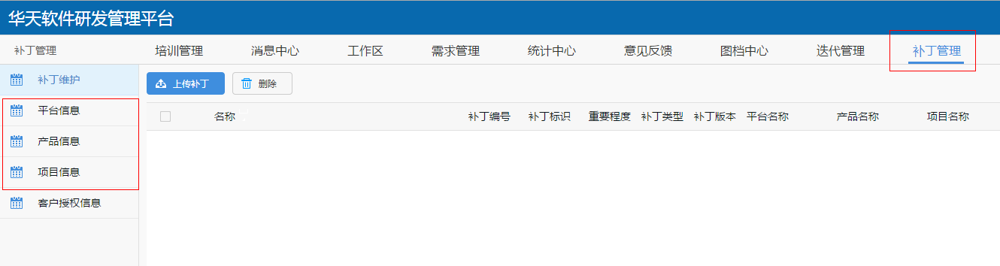 华天软件研发管理平台
补丁管理 培训管理 消息中心 工作区 需求管理 统计中心 意见反馈 图档中心 迭代管理 补丁管理
补丁维护
平台信息
产品信息
项目信息
客户授权信息
上传补丁 删除
名称 补丁编号 补丁标识 重要程度 补丁类型 补丁版本 平台名称 产品名称 项目名称